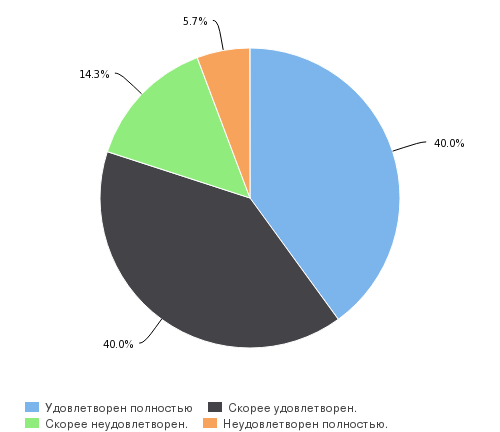 5.7%
14.3%
40.0%
40.0%
Удовлетворен полностью
Скорее удовлетворен.
Скорее неудовлетворен.
Неудовлетворен полностью.